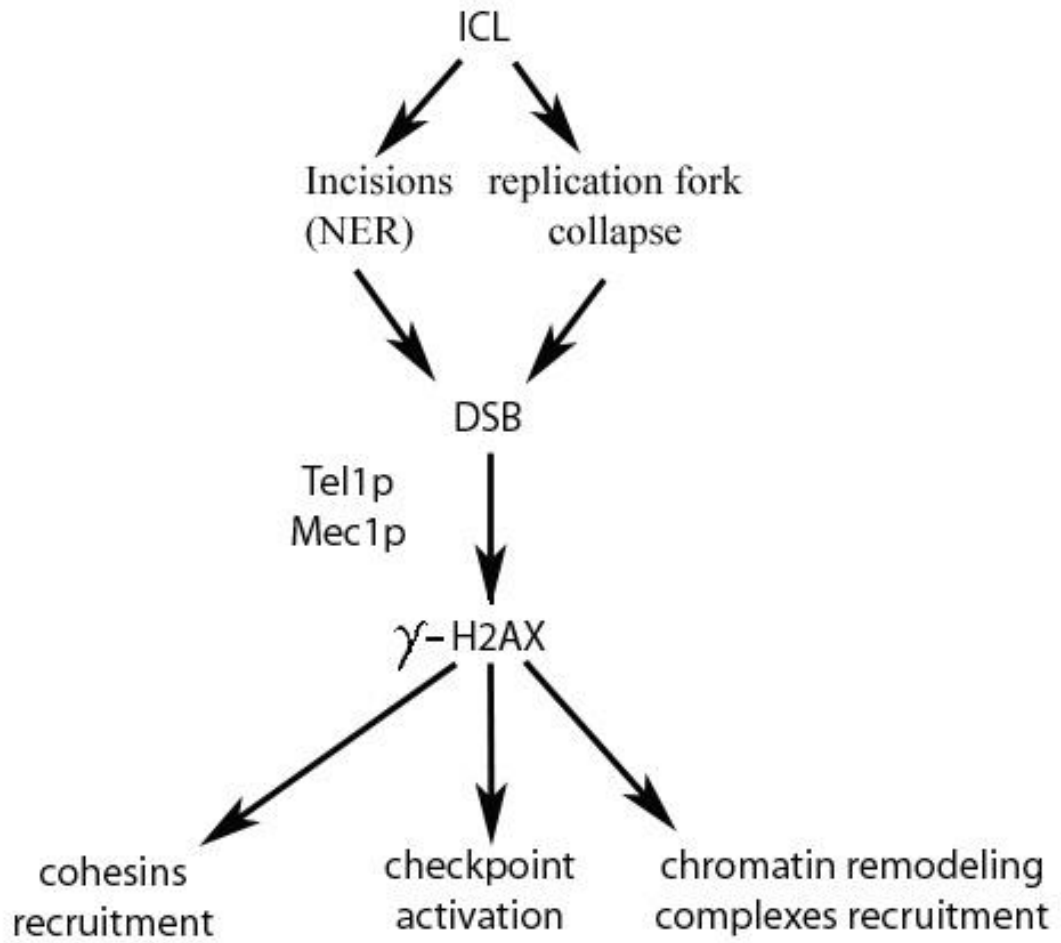 ICL
Incisions
(NER)
replication fork
collapse
DSB
Tel1p
Mec1p
γ-H2AX
cohesins
recruitment
checkpoint
activation
chromatin remodeling
complexes recruitment